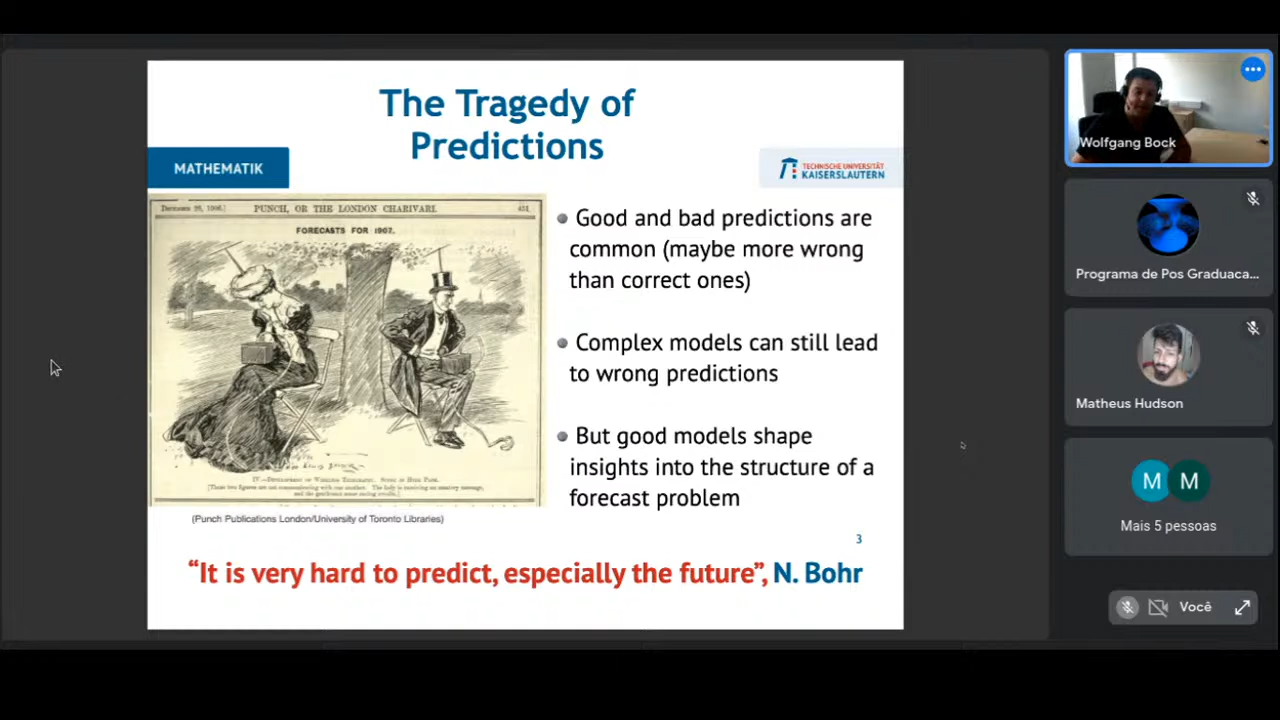 The Tragedy of
Predictions
MATHEMATIK
TECHNISCHE UNIVERSITÄT
KAISERSLAUTERN
PUNCH, OR THE LONDON CHARIVARI.
451
FORECASTS FOR 1907.
(Punch Publications London/University of Toronto Libraries)
Good and bad predictions are
common (maybe more wrong
than correct ones)
Complex models can still lead
to wrong predictions
But good models shape
insights into the structure of a
forecast problem
3
“It is very hard to predict, especially the future”, N. Bohr
Wolfgang Bock
Programa de Pos Graduaca...
Matheus Hudson
M M
Mais 5 pessoas
Você